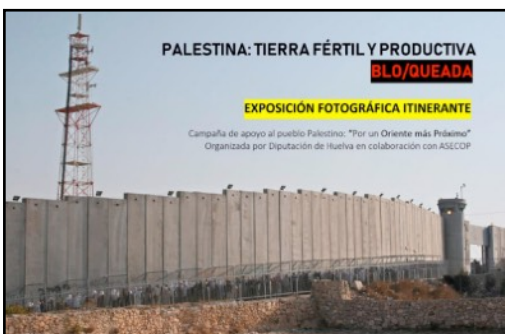 PALESTINA: TIERRA FÉRTIL Y PRODUCTIVA
BLO/QUEADA
EXPOSICIÓN FOTOGRÁFICA ITINERANTE
Campaña de apoyo al pueblo Palestino: "Por un Oriente más Próximo"
Organizada por Diputación de Huelva en colaboración con ASECOP